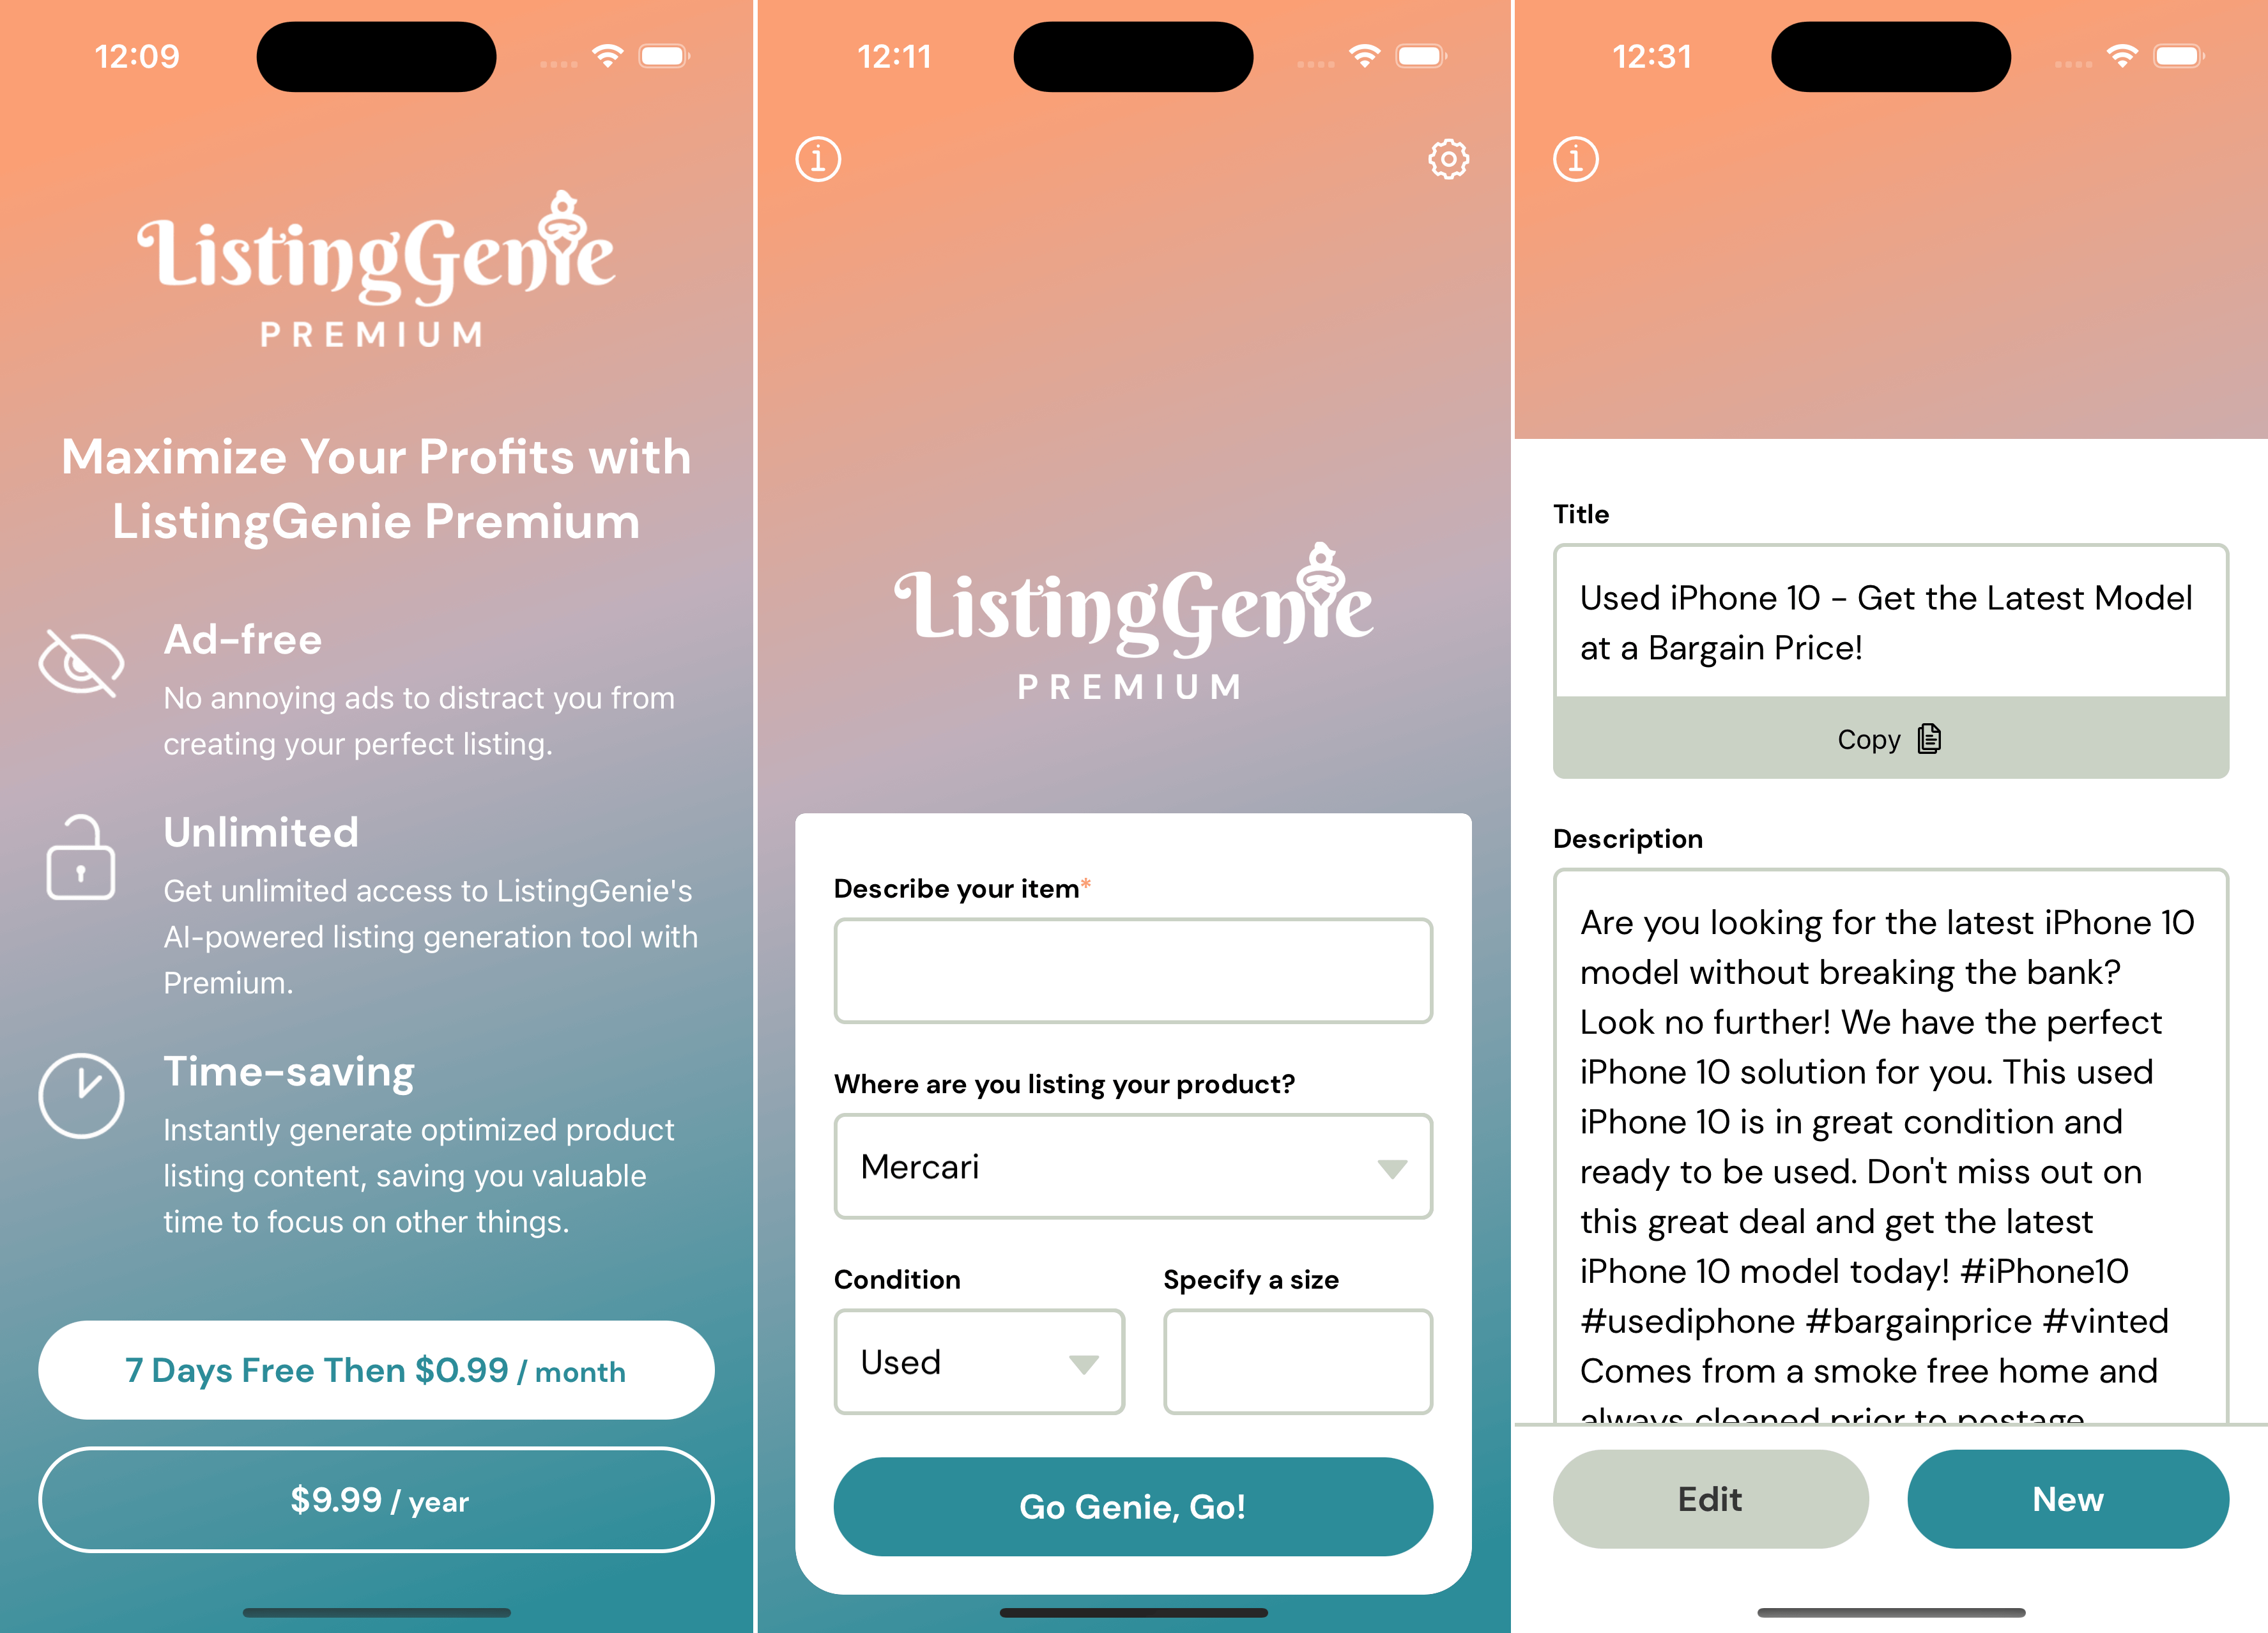 12:09
ListingGenie
PREMIUM
Maximize Your Profits with
ListingGenie Premium
Ad-free
No annoying ads to distract you from
creating your perfect listing.
Unlimited
Get unlimited access to ListingGenie's
AI-powered listing generation tool with
Premium.
Time-saving
Instantly generate optimized product
listing content, saving you valuable
time to focus on other things.
7 Days Free Then $0.99 / month
$9.99 / year
12:11
ListingGenie
PREMIUM
Describe your item*
Where are you listing your product?
Mercari
Condition
Specify a size
Used
Go Genie, Go!
12:31
Title
Used iPhone 10 - Get the Latest Model
at a Bargain Price!
Copy
Description
Are you looking for the latest iPhone 10
model without breaking the bank?
Look no further! We have the perfect
iPhone 10 solution for you. This used
iPhone 10 is in great condition and
ready to be used. Don't miss out on
this great deal and get the latest
iPhone 10 model today! #iPhone10
#usediphone #bargainprice #vinted
Comes from a smoke free home and
always cleaned prior to postage
Edit
New